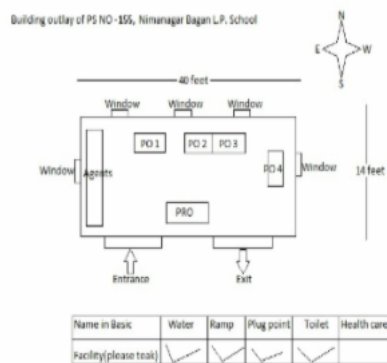 Building outlay of PS NO -155, Nimanagar Bagan L.P. School
N
E W
S
40 feet
Window Window Window
PO 1 PO 2 PO 3
Window Agents PO 4 Window
14 feet
PRO
Entrance Exit
Name in Basic Water Ramp Plug point Toilet Health care
Facility(please teak)